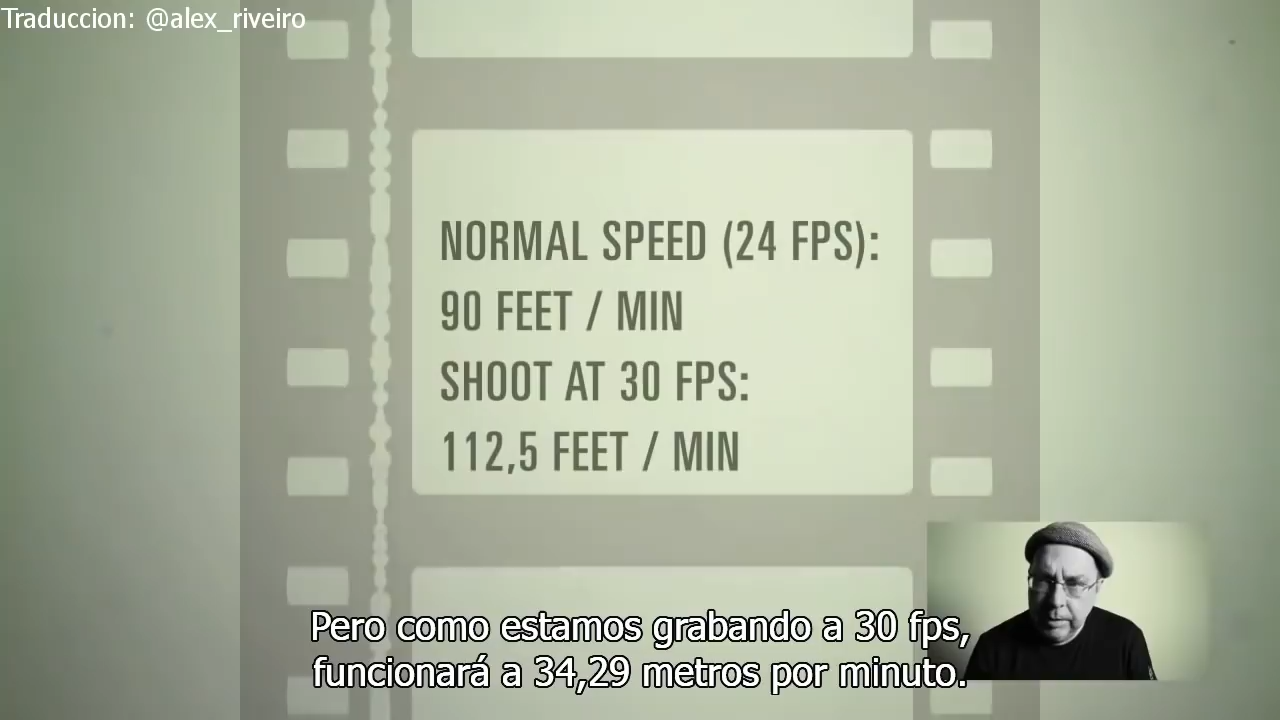 Traduccion: @alex_riveiro
NORMAL SPEED (24 FPS):
90 FEET / MIN
SHOOT AT 30 FPS:
112,5 FEET / MIN
Pero como estamos grabando a 30 fps,
funcionará a 34,29 metros por minuto.